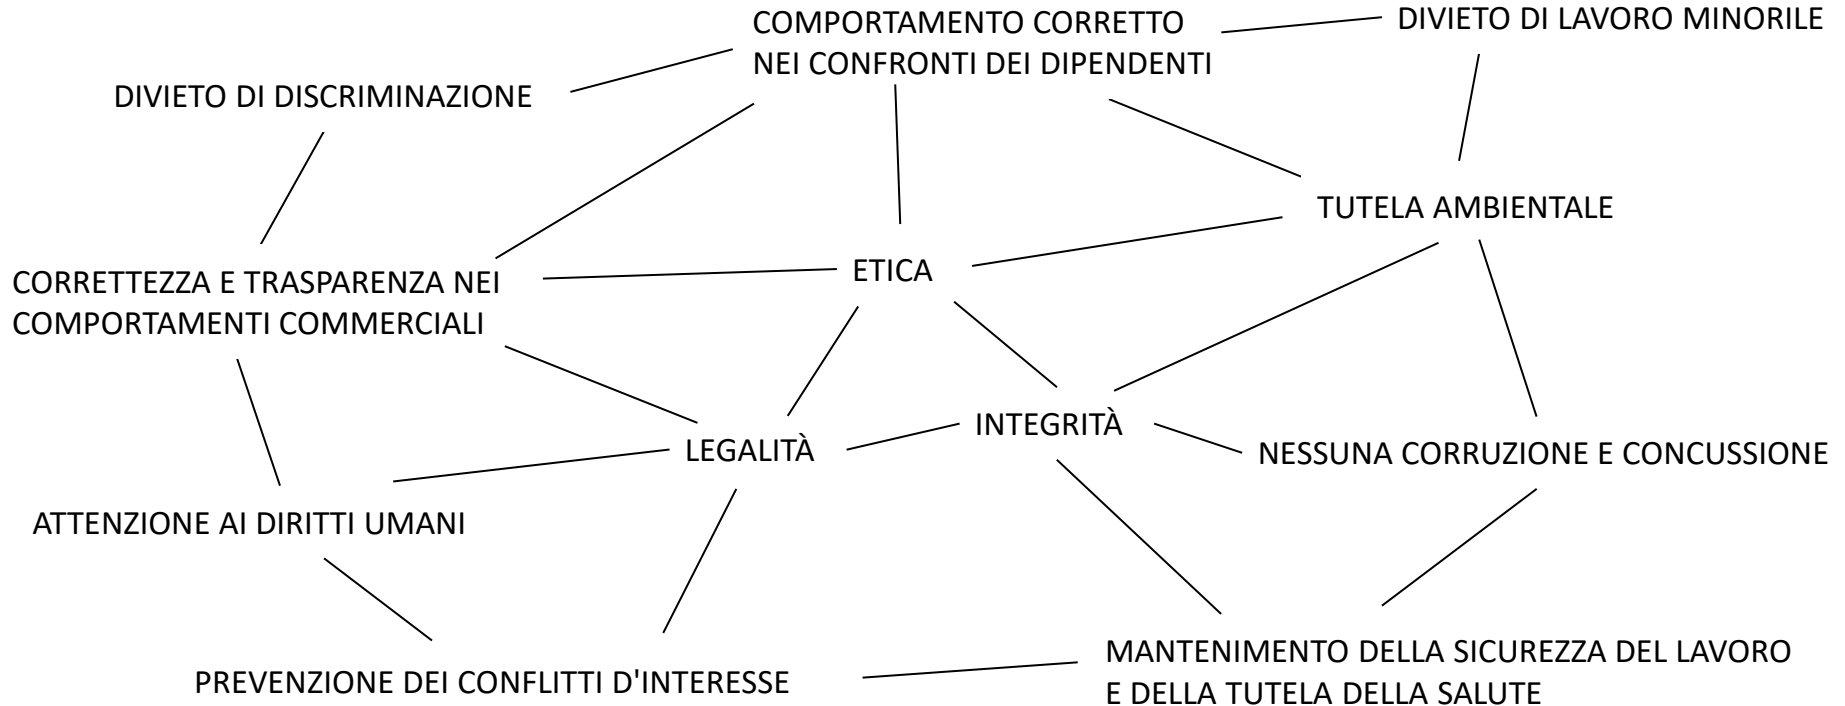 COMPORTAMENTO CORRETTO
NEI CONFRONTI DEI DIPENDENTI
DIVIETO DI LAVORO MINORILE
DIVIETO DI DISCRIMINAZIONE
TUTELA AMBIENTALE
CORRETTEZZA E TRASPARENZA NEI
COMPORTAMENTI COMMERCIALI
ETICA
INTEGRITÀ
LEGALITÀ
NESSUNA CORRUZIONE E CONCUSSIONE
ATTENZIONE AI DIRITTI UMANI
PREVENZIONE DEI CONFLITTI D'INTERESSE
MANTENIMENTO DELLA SICUREZZA DEL LAVORO
E DELLA TUTELA DELLA SALUTE